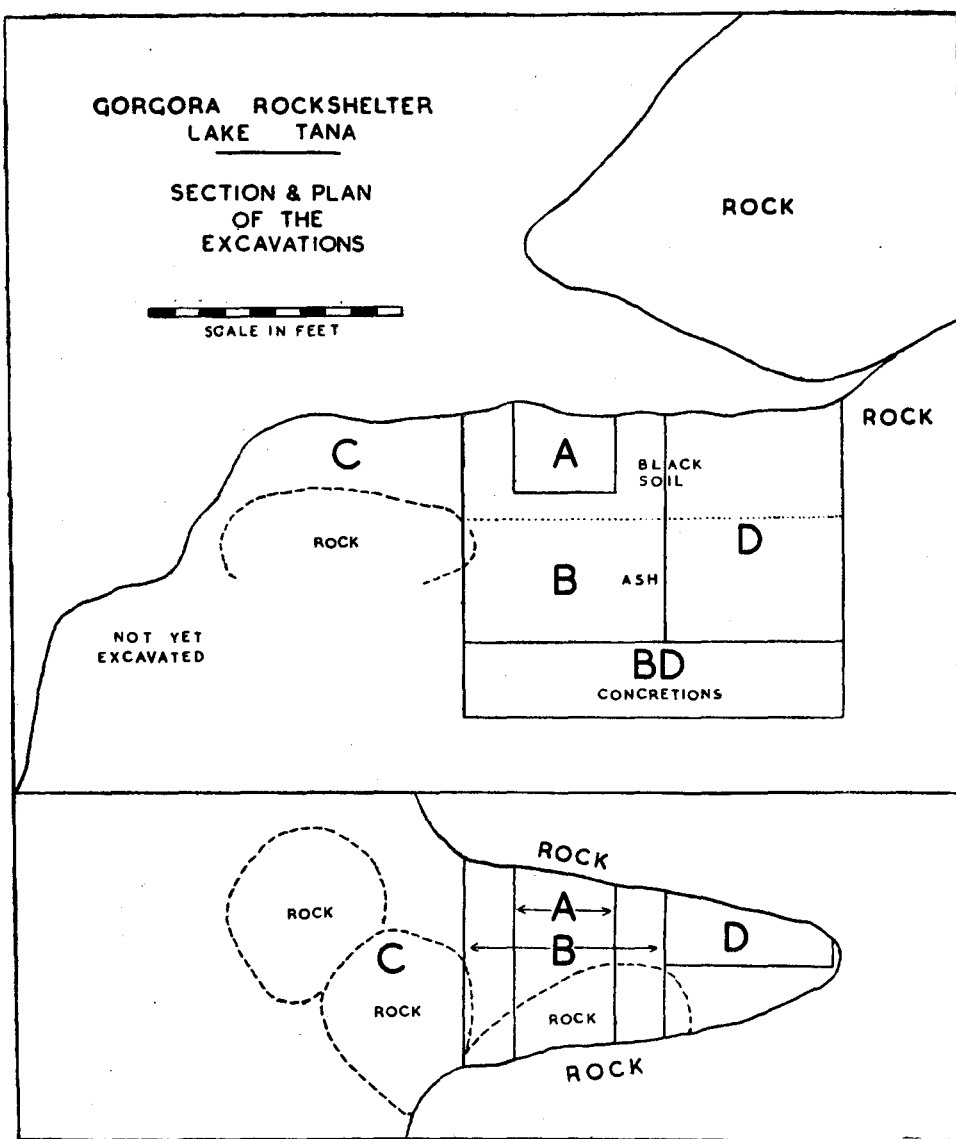 GORGORA ROCKSHELTER
LAKE TANA
SECTION & PLAN
OF THE
EXCAVATIONS
SCALE IN FEET
ROCK
ROCK
C
A
BLACK
SOIL
ROCK
D
B
ASH
NOT YET
EXCAVATED
BD
CONCRETIONS
ROCK
ROCK
A
B
D
C
ROCK
ROCK
ROCK